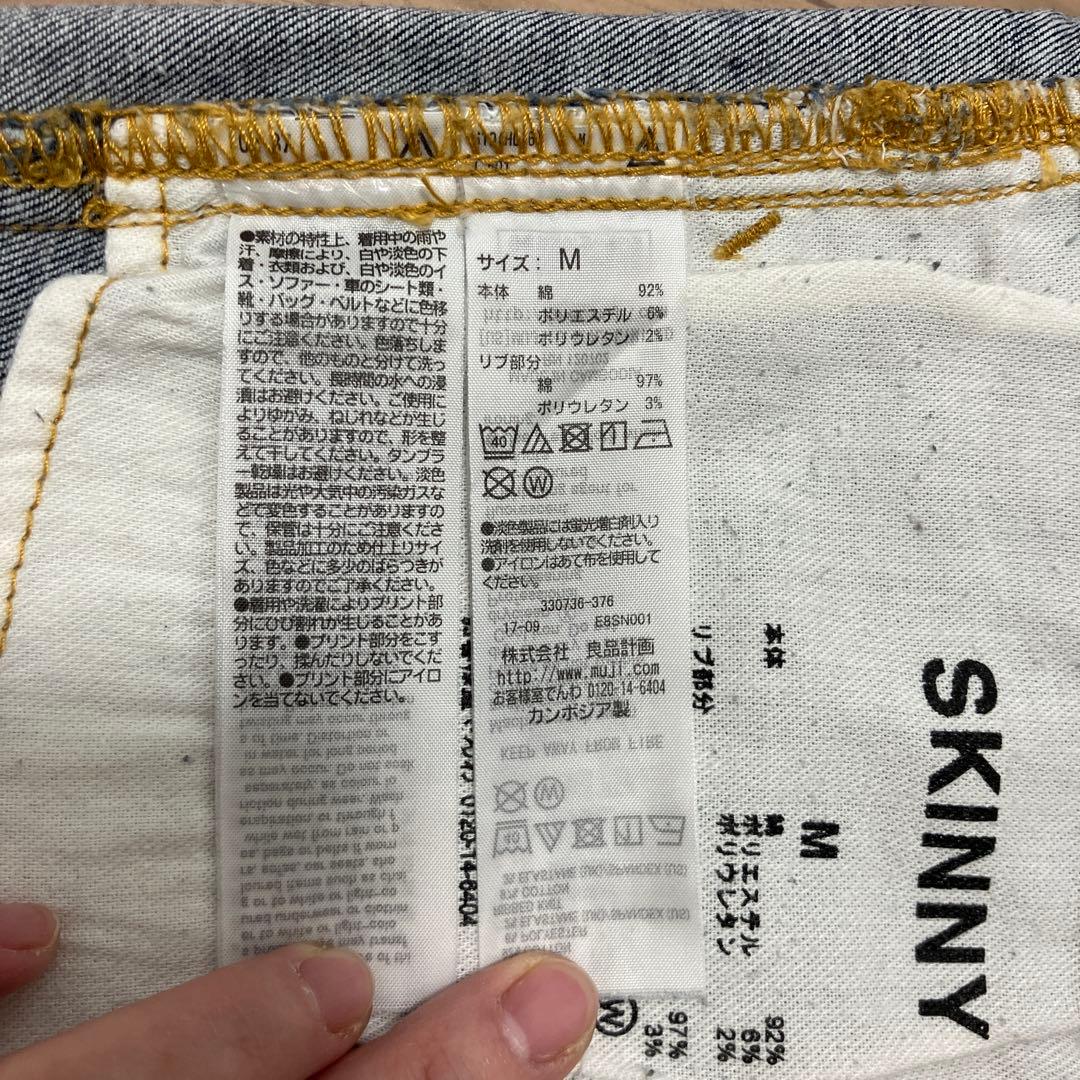 ●素材の特性上、着用中の雨や
汗、摩擦により、白や淡色の下
着・衣類および、白や淡色のイ
ス・ソファー・車のシート類・
靴・バッグ・ベルトなどに色移
りする場合がありますので十分
にご注意ください。色落ちしま
すので、他のものと分けて洗っ
てください。長時間の水への浸
漬はお避けください。ご使用に
よりゆがみ、ねじれなどが生じ
ることがありますので、形を整
えて干してください。タンブラ
ー乾燥はお避けください。淡色
製品は光や大気中の汚染ガスな
どで変色することがありますの
で、保管は十分にご注意くださ
い。製品加工のため仕上りサイ
ズ、色などに多少のばらつきが
ありますのでご了承ください。
●着用や洗濯によりプリント部
分にひび割れが生じることがあ
ります。●プリント部分をこす
ったり、揉んだりしないでくだ
さい。●プリント部分にアイロ
ンを当てないでください。
サイズ: M
本体 綿 92%
ポリエステル 6%
ポリウレタン 2%
リブ部分
綿 97%
ポリウレタン 3%
40
W
●淡色製品には蛍光増白剤入り
洗剤を使用しないでください。
●アイロンはあて布を使用して
ください。
330736-376
17-09 E8SN001
株式会社 良品計画
http://www.muji.com
お客様室でんわ 0120-14-6404
カンボジア製
KEEP AWAY FROM FIRE
SKINNY
M
本体
綿 92%
ポリエステル 6%
ポリウレタン 2%
リブ部分
97%
3%
W
0120-14-6404